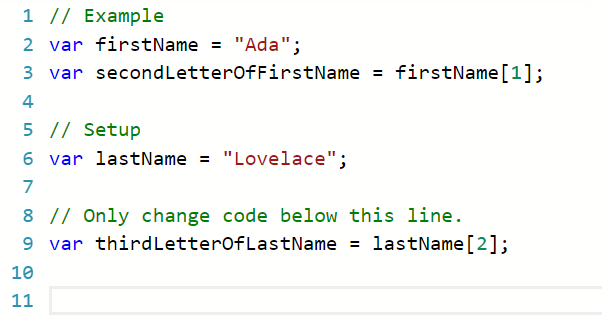 1 // Example
2 var firstName = "Ada";
3 var secondLetterOfFirstName = firstName[1];
4
5 // Setup
6 var lastName = "Lovelace";
7
8 // Only change code below this line.
9 var thirdLetterOfLastName = lastName[2];
10
11